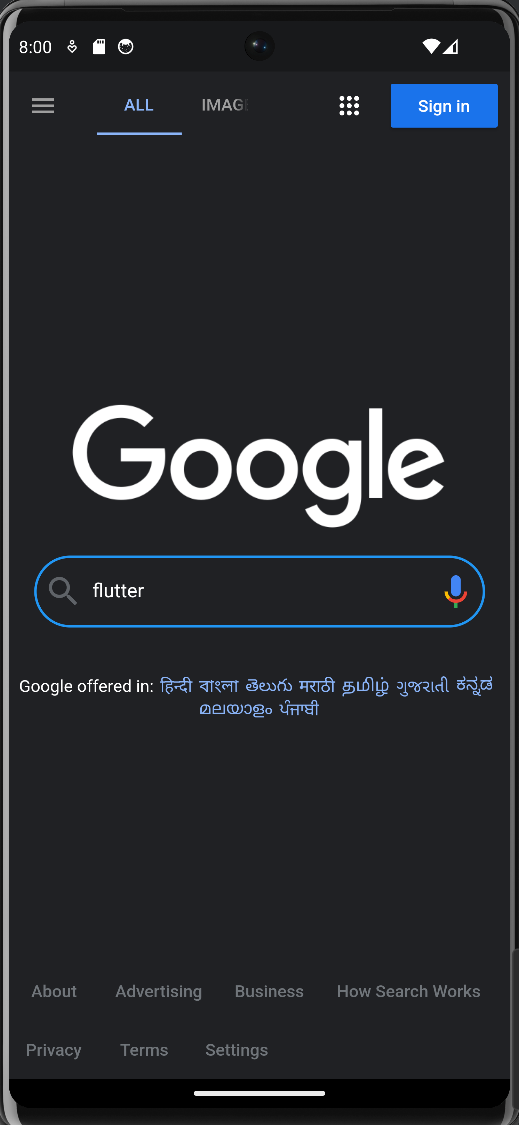 8:00
ALL IMAG Sign in
Google
flutter
Google offered in: हिन्दी বাংলা తెలుగు मराठी தமிழ் ગુજરાતી ಕನ್ನಡ
മലയാളം ਪੰਜਾਬੀ
About Advertising Business How Search Works
Privacy Terms Settings